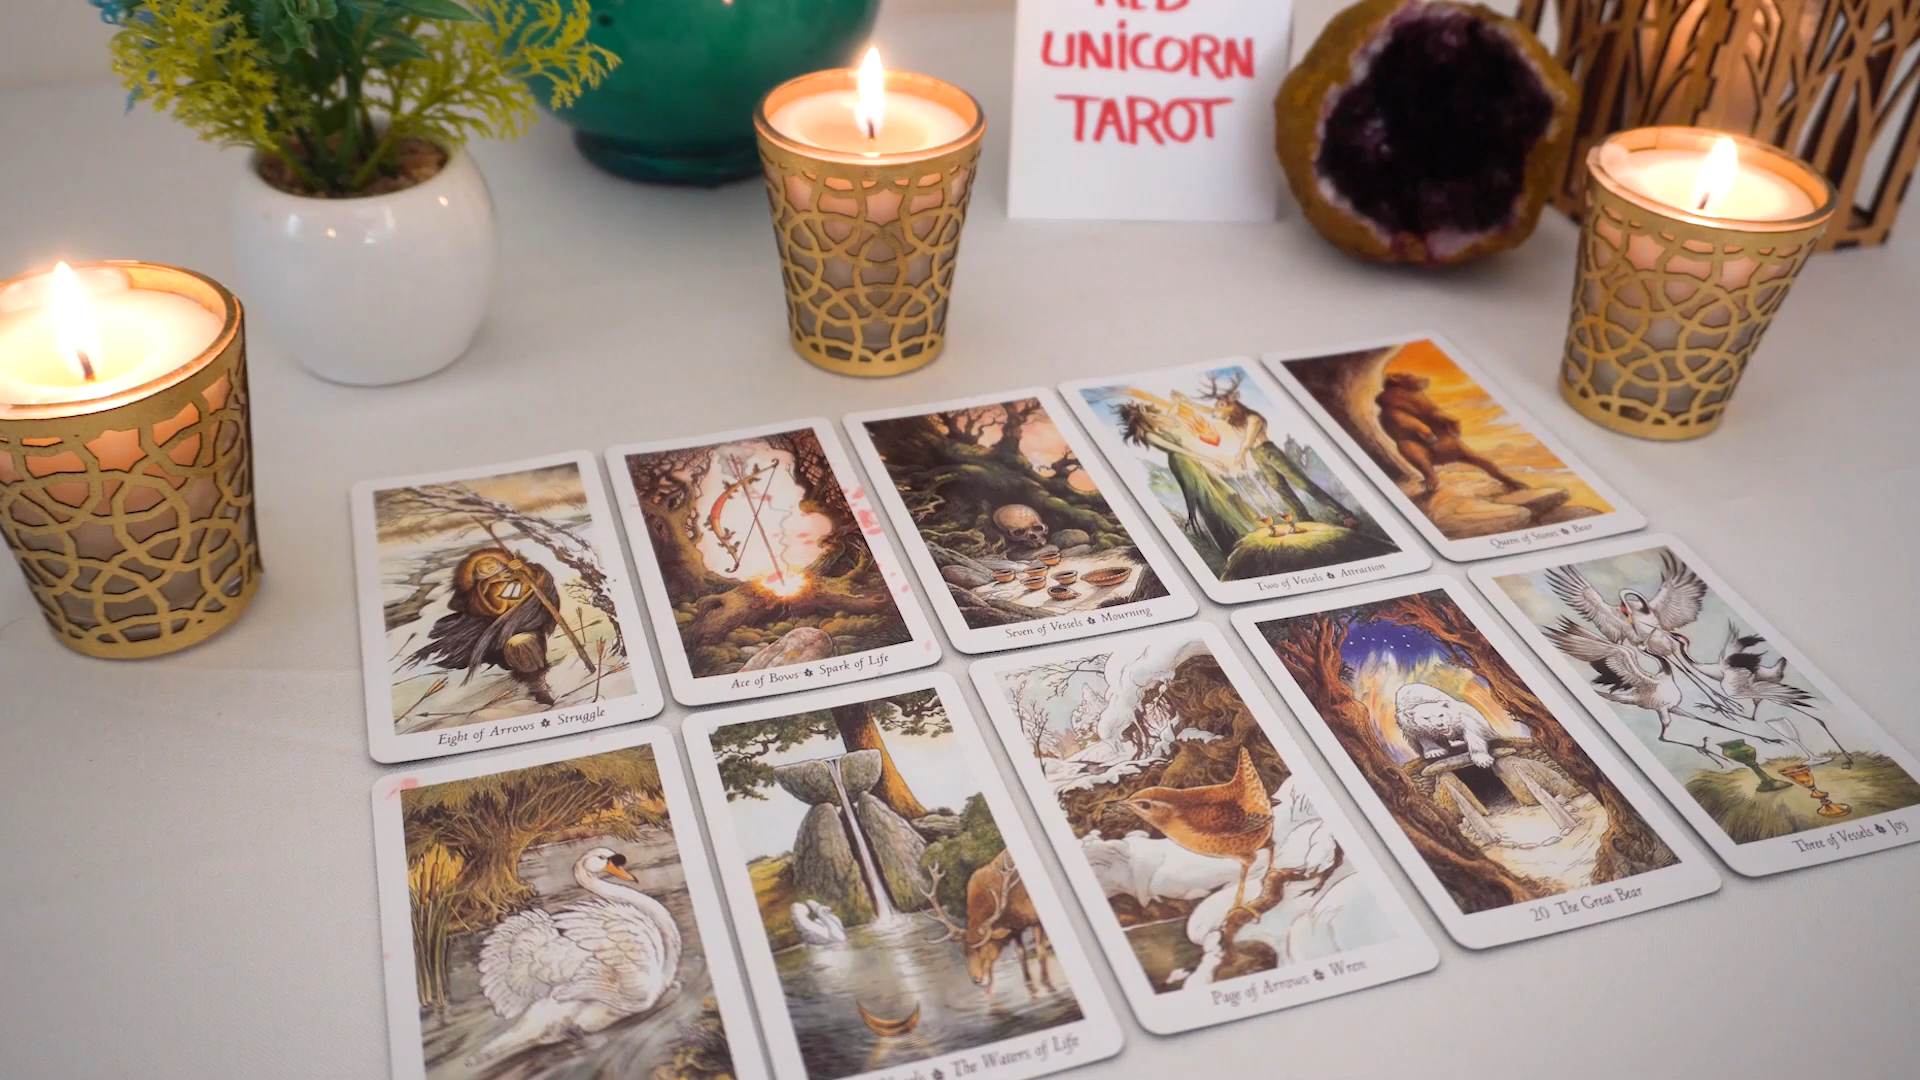 RED
UNiCORN
TAROT
Eight of Arrows Struggle
Ace of Bows Spark of Life
Seven of Vessels Mourning
Two of Vessels Attraction
Queen of Stones Bear
The Waters of Life
Page of Arrows Wren
20 The Great Bear
Three of Vessels Joy